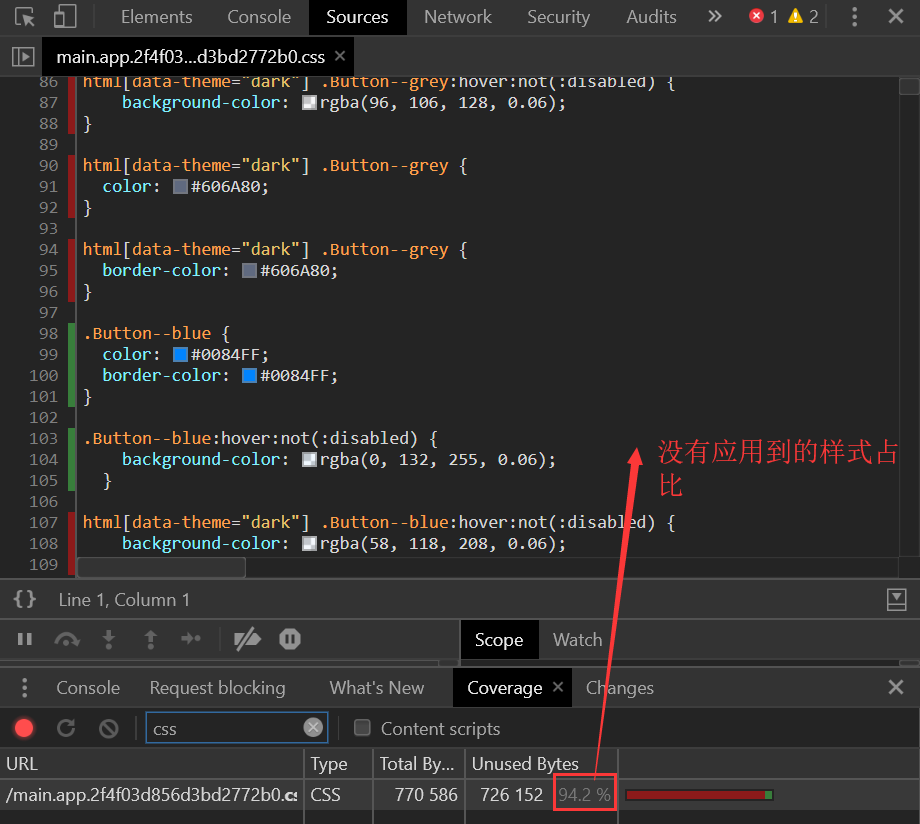 Elements Console Sources Network Security Audits » 1 2
main.app.2f4f03...d3bd2772b0.css ×
86 html[data-theme="dark"] .Button--grey:hover:not(:disabled) {
87 background-color: rgba(96, 106, 128, 0.06);
88 }
89
90 html[data-theme="dark"] .Button--grey {
91 color: #606A80;
92 }
93
94 html[data-theme="dark"] .Button--grey {
95 border-color: #606A80;
96 }
97
98 .Button--blue {
99 color: #0084FF;
100 border-color: #0084FF;
101 }
102
103 .Button--blue:hover:not(:disabled) {
104 background-color: rgba(0, 132, 255, 0.06);
105 }
106
107 html[data-theme="dark"] .Button--blue:hover:not(:disabled) {
108 background-color: rgba(58, 118, 208, 0.06);
109
没有应用到的样式占
比
{} Line 1, Column 1
Scope Watch
Console Request blocking What's New Coverage × Changes
css Content scripts
URL Type Total By... Unused Bytes
/main.app.2f4f03d856d3bd2772b0.cs CSS 770 586 726 152 94.2 %